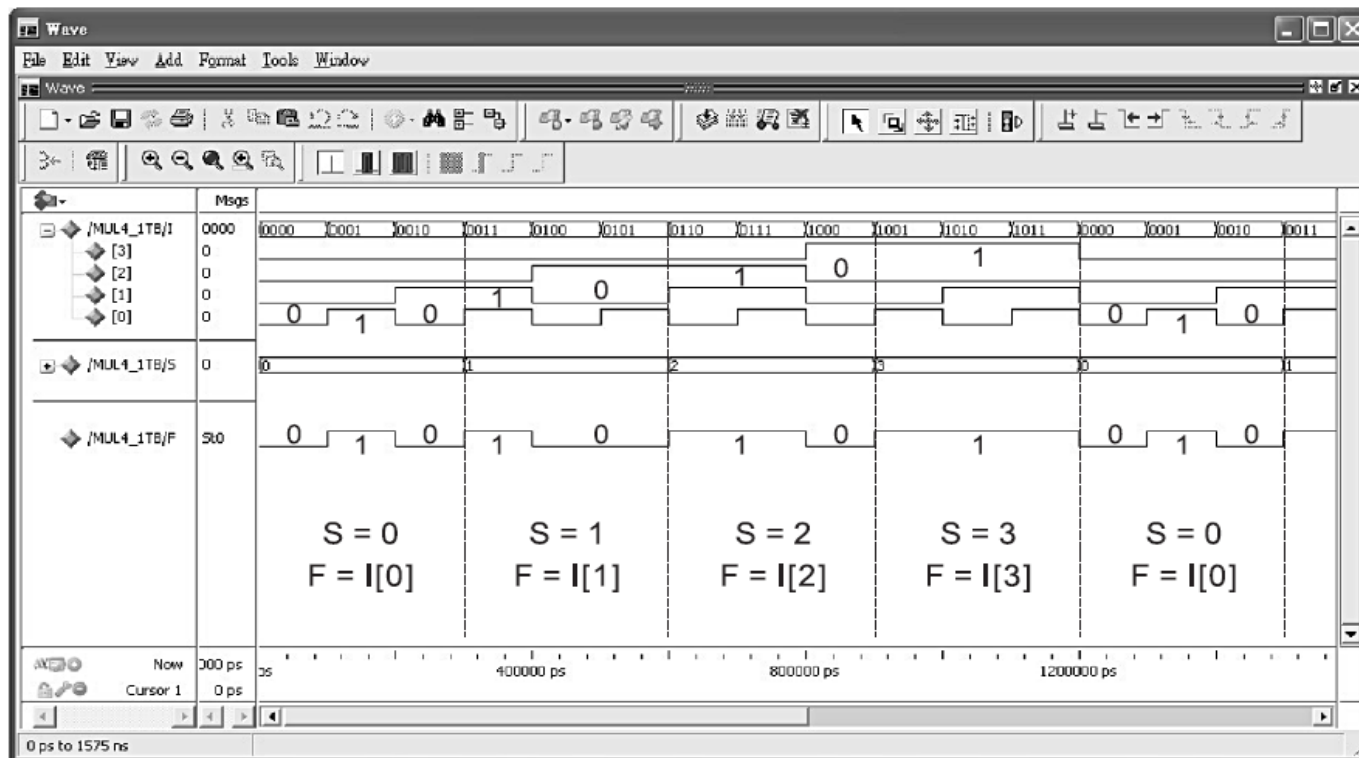 Wave
File Edit View Add Format Tools Window
Wave
Msgs
/MUL4_1TB/I 0000 0000 0001 0010 0011 0100 0101 0110 0111 1000 1001 1010 1011 0000 0001 0010 0011
[3] 0 1
[2] 0 1 0
[1] 0 1 0
[0] 0 0 1 0 0 1 0
/MUL4_1TB/S 0 0 1 2 3 0 1
/MUL4_1TB/F St0 0 1 0 1 0 1 0 1 0 1 0
S = 0 S = 1 S = 2 S = 3 S = 0
F = I[0] F = I[1] F = I[2] F = I[3] F = I[0]
Now 000 ps ps 400000 ps 800000 ps 1200000 ps
Cursor 1 0 ps
0 ps to 1575 ns